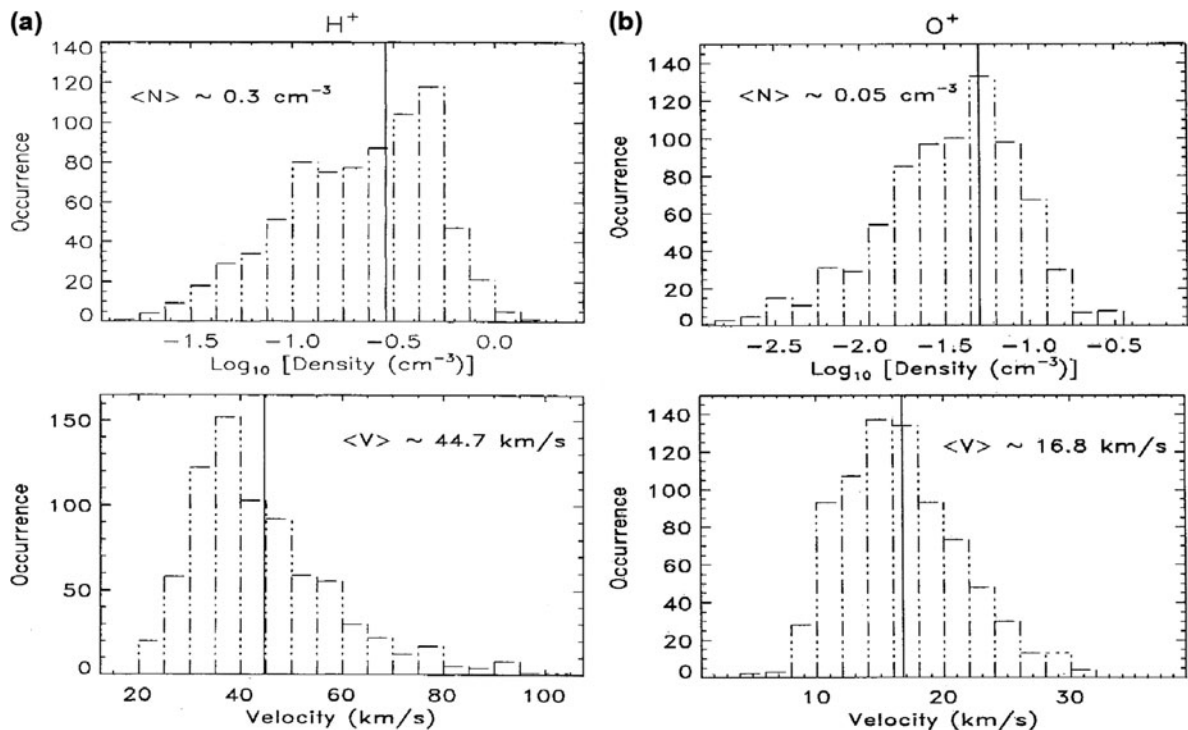 (a)
H⁺
140
120
100
80
60
40
20
0
Occurrence
<N> ~ 0.3 cm⁻³
−1.5
−1.0
−0.5
0.0
Log₁₀ [Density (cm⁻³)]
(b)
O⁺
140
120
100
80
60
40
20
0
Occurrence
<N> ~ 0.05 cm⁻³
−2.5
−2.0
−1.5
−1.0
−0.5
Log₁₀ [Density (cm⁻³)]
150
100
50
0
Occurrence
<V> ~ 44.7 km/s
20
40
60
80
100
Velocity (km/s)
140
120
100
80
60
40
20
0
Occurrence
<V> ~ 16.8 km/s
10
20
30
Velocity (km/s)